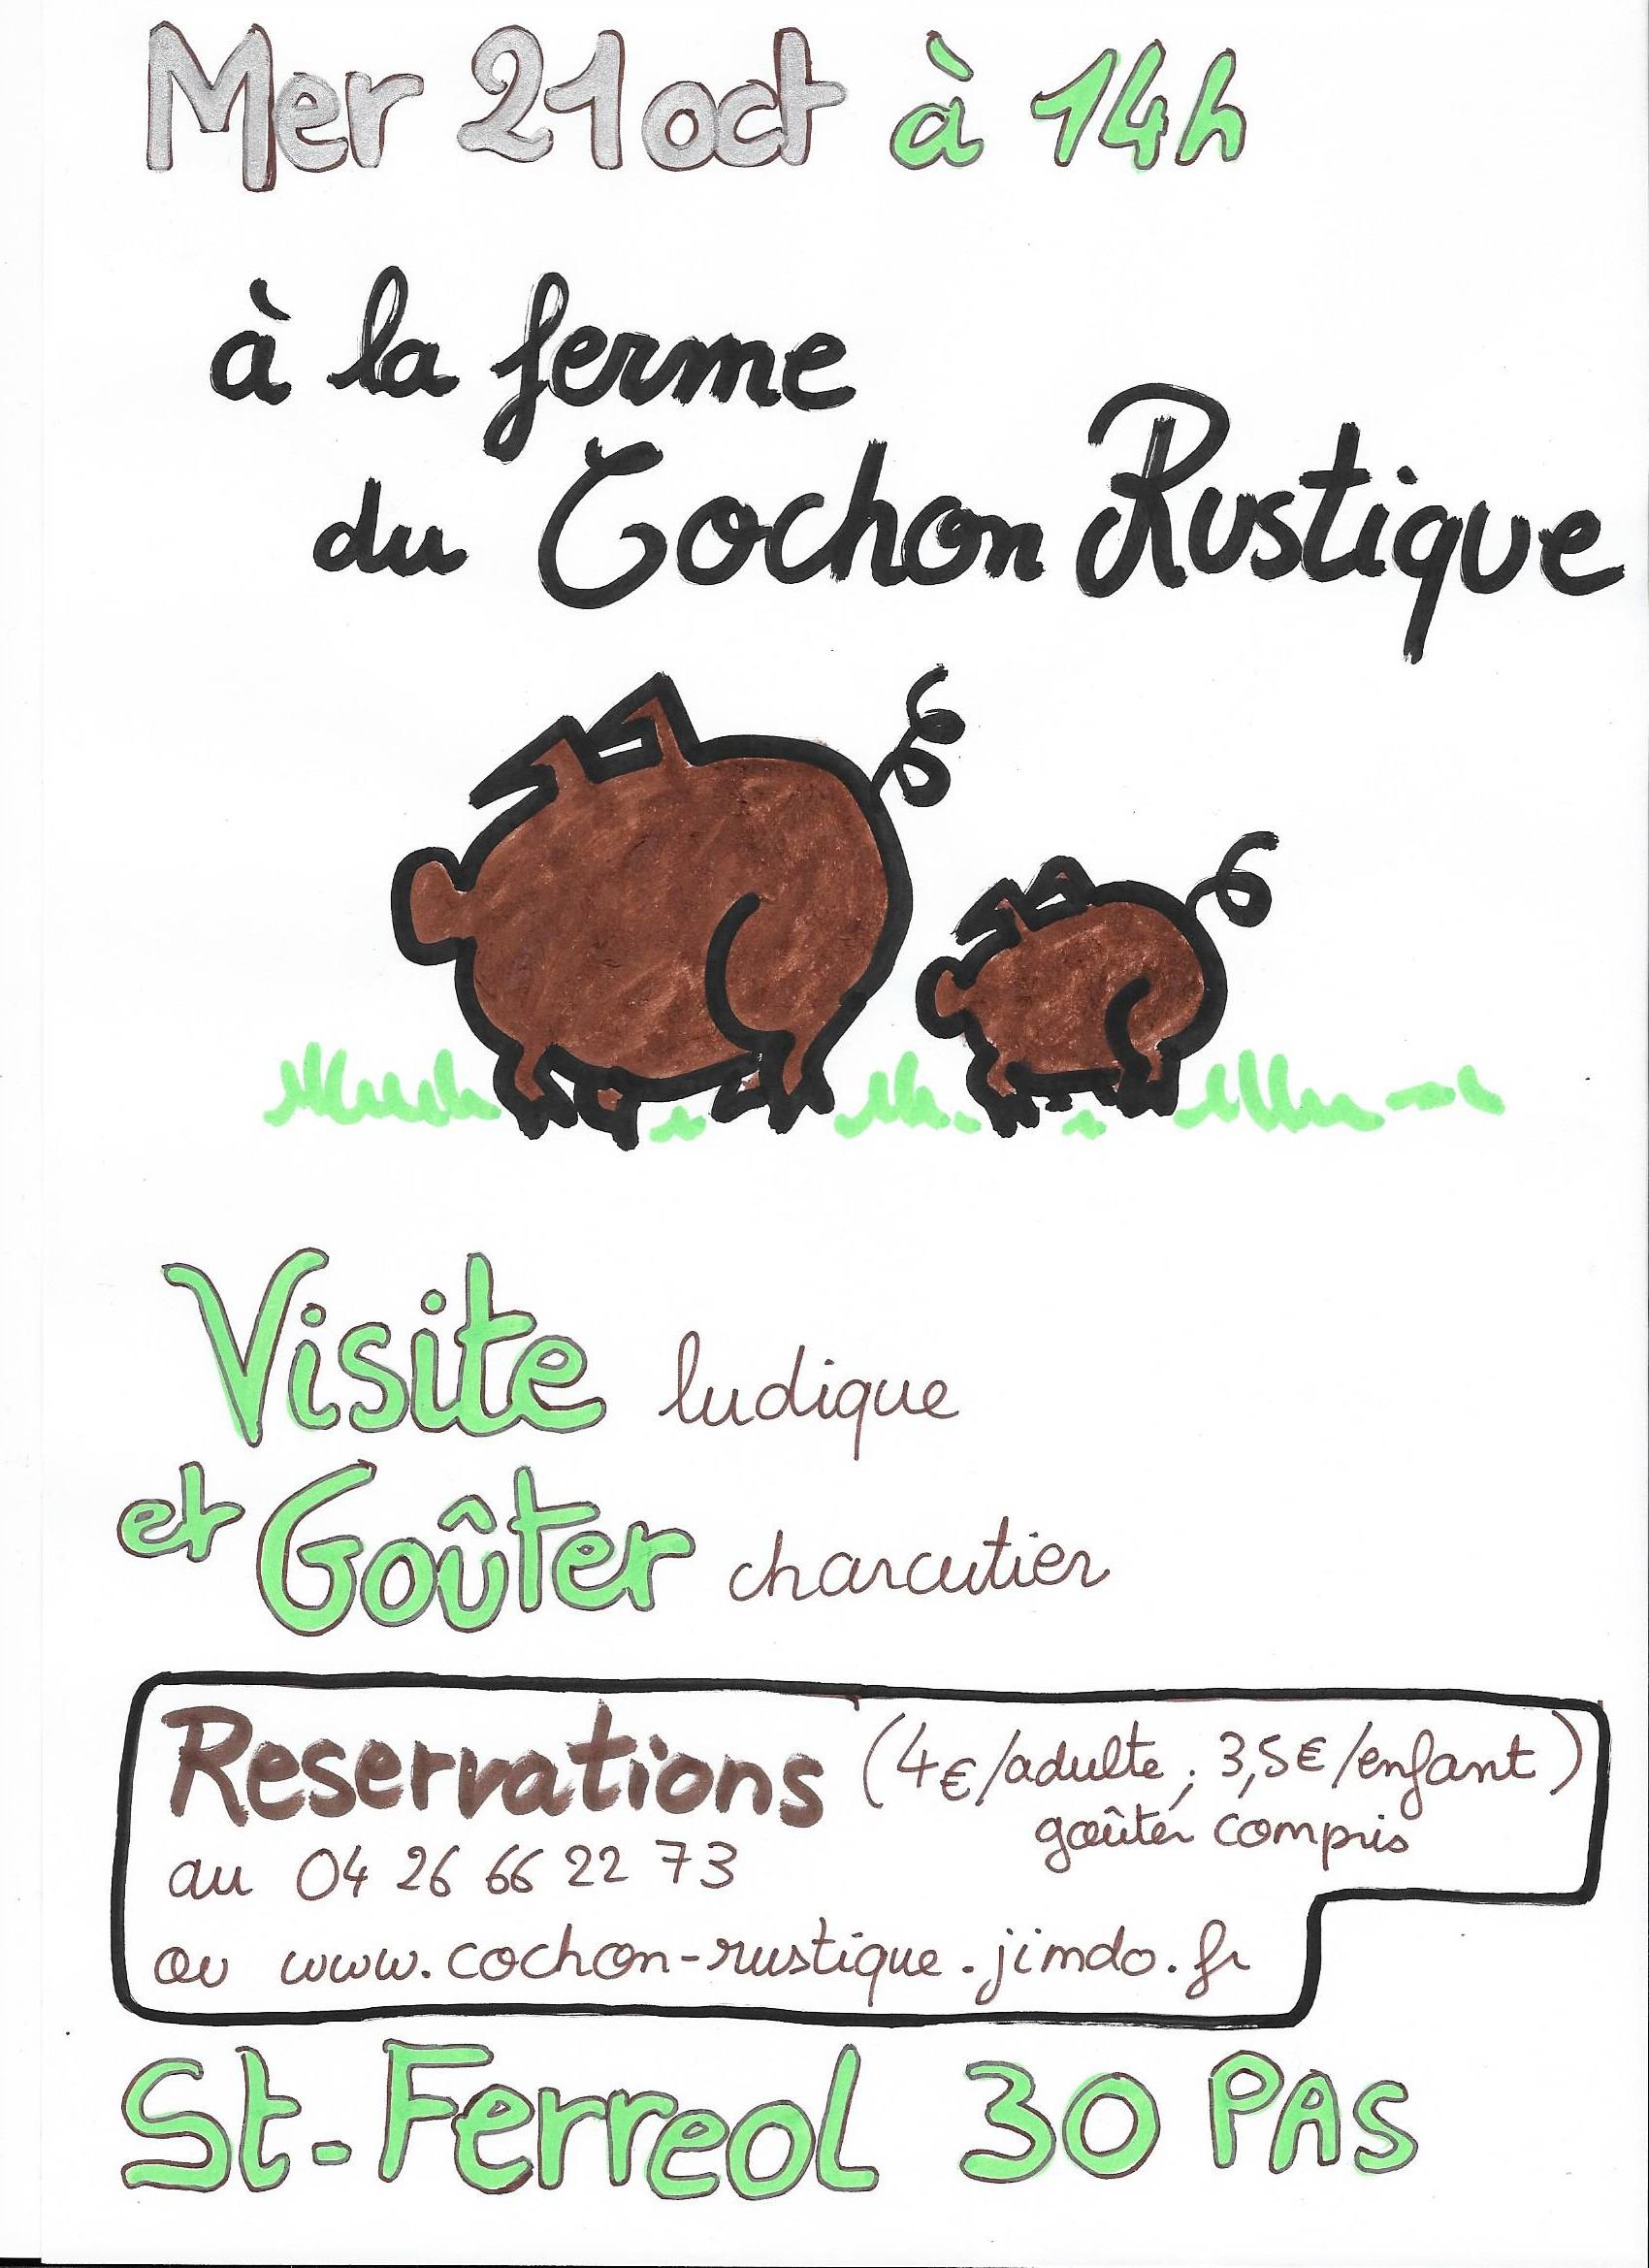 Mer 21 oct à 14h
à la ferme
du Cochon Rustique
Visite ludique
et Goûter charcutier
Reservations (4€/adulte, 3,5€/enfant)
goûter compris
au 04 26 66 22 73
ou www.cochon-rustique.jimdo.fr
St-Ferreol 30 PAS